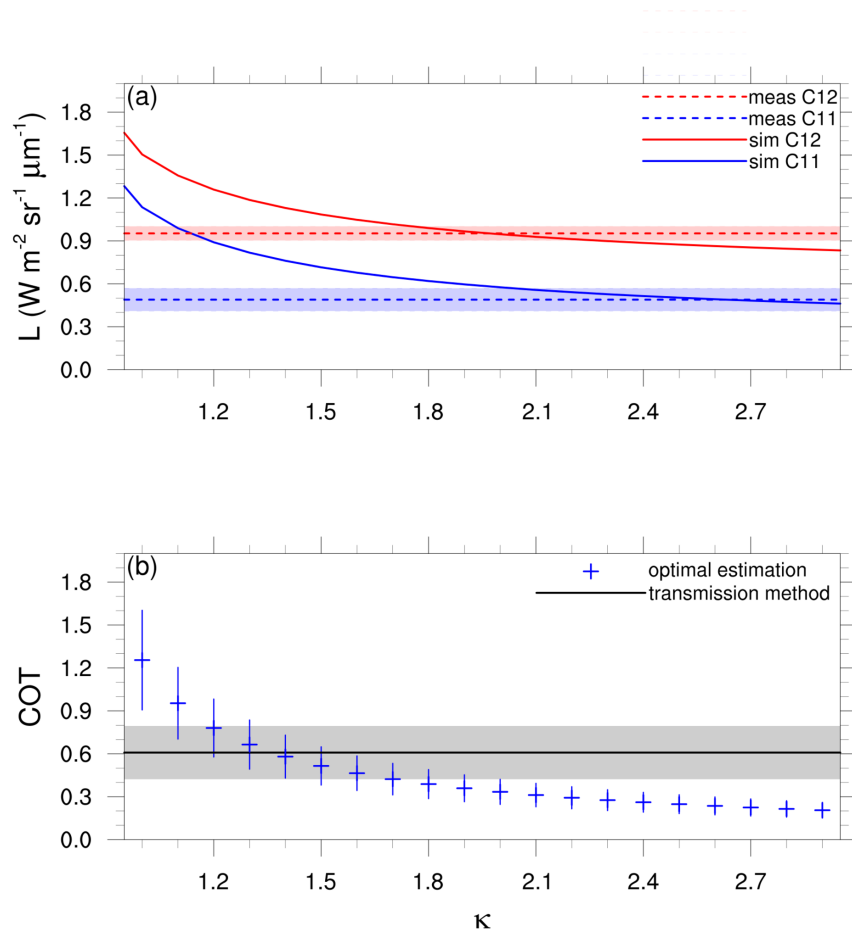 (a)
meas C12
meas C11
sim C12
sim C11
L (W m-2 sr-1 μm-1)
1.8
1.5
1.2
0.9
0.6
0.3
0.0
1.2 1.5 1.8 2.1 2.4 2.7
(b)
optimal estimation
transmission method
COT
1.8
1.5
1.2
0.9
0.6
0.3
0.0
1.2 1.5 1.8 2.1 2.4 2.7
κ